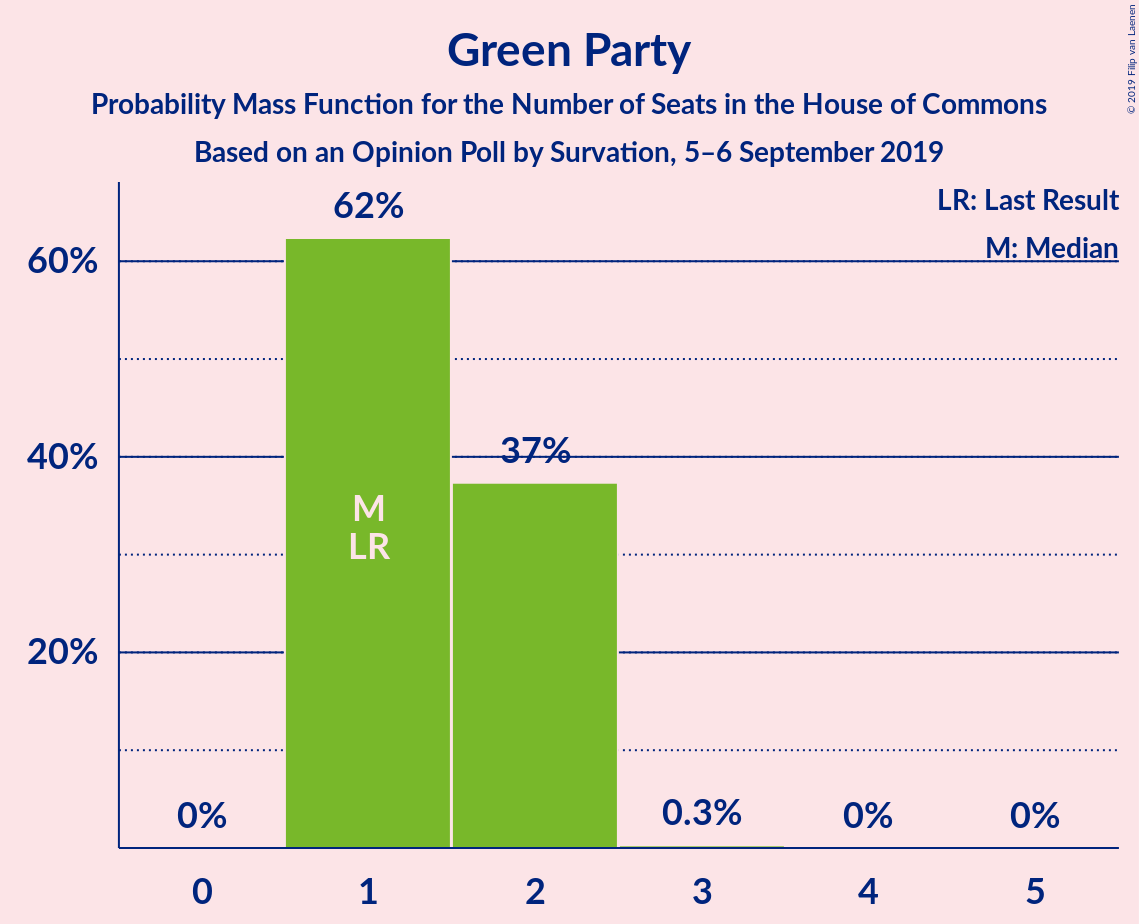 Green Party
Probability Mass Function for the Number of Seats in the House of Commons
Based on an Opinion Poll by Survation, 5–6 September 2019
© 2019 Filip van Laenen
LR: Last Result
M: Median
62%
60%
37%
40%
M
LR
20%
0%
0.3%
0%
0%
0
1
2
3
4
5